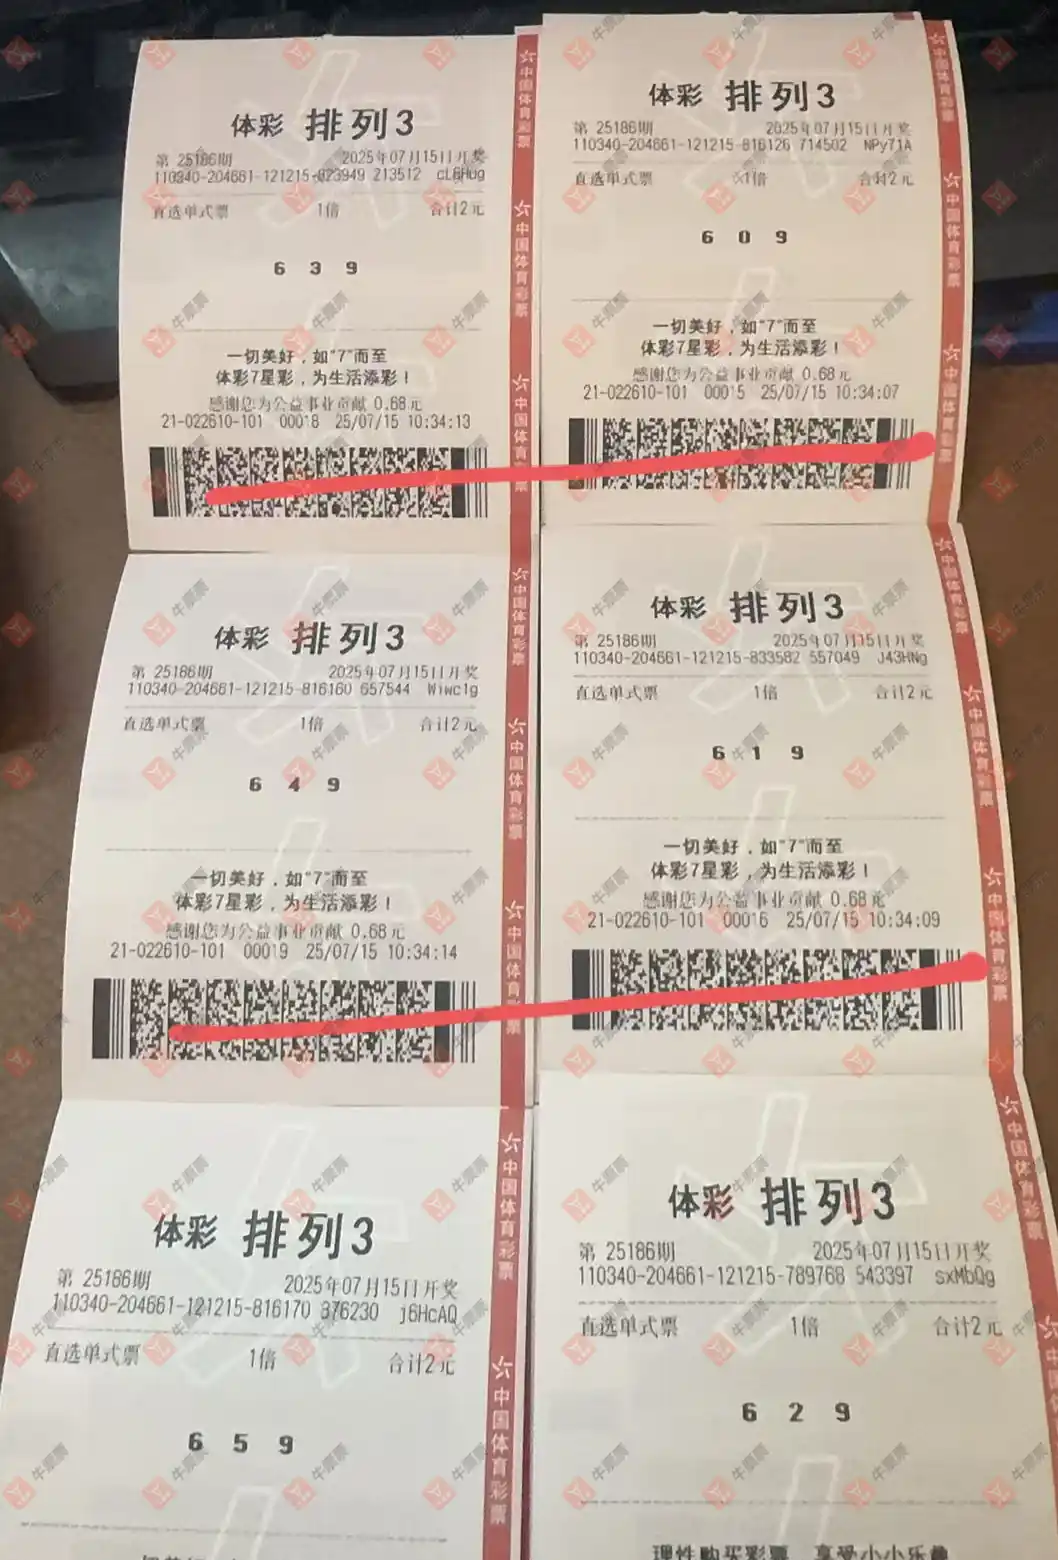 体彩 排列3
第 25186期 2025年07月15日开奖
110340-204661-121215-823949 213512 cL6Hug
直选单式票 1倍 合计2元
6 3 9
一切美好，如“7”而至
体彩7星彩，为生活添彩！
感谢您为公益事业贡献 0.68元
21-022610-101 00018 25/07/15 10:34:13
体彩 排列3
第 25186期 2025年07月15日开奖
110340-204661-121215-816126 714502 NPy71A
直选单式票 1倍 合计2元
6 0 9
一切美好，如“7”而至
体彩7星彩，为生活添彩！
感谢您为公益事业贡献 0.68元
21-022610-101 00015 25/07/15 10:34:07
体彩 排列3
第 25186期 2025年07月15日开奖
110340-204661-121215-816160 657544 Wiwc1g
直选单式票 1倍 合计2元
6 4 9
一切美好，如“7”而至
体彩7星彩，为生活添彩！
感谢您为公益事业贡献 0.68元
21-022610-101 00019 25/07/15 10:34:14
体彩 排列3
第 25186期 2025年07月15日开奖
110340-204661-121215-833582 557049 J43HNg
直选单式票 1倍 合计2元
6 1 9
一切美好，如“7”而至
体彩7星彩，为生活添彩！
感谢您为公益事业贡献 0.68元
21-022610-101 00016 25/07/15 10:34:09
体彩 排列3
第 25186期 2025年07月15日开奖
110340-204661-121215-816170 376230 j6HcAQ
直选单式票 1倍 合计2元
6 5 9
体彩 排列3
第 25186期 2025年07月15日开奖
110340-204661-121215-789768 543397 sxMbQg
直选单式票 1倍 合计2元
6 2 9
理性购买彩票，享受小小乐趣
中国体育彩票
牛票票